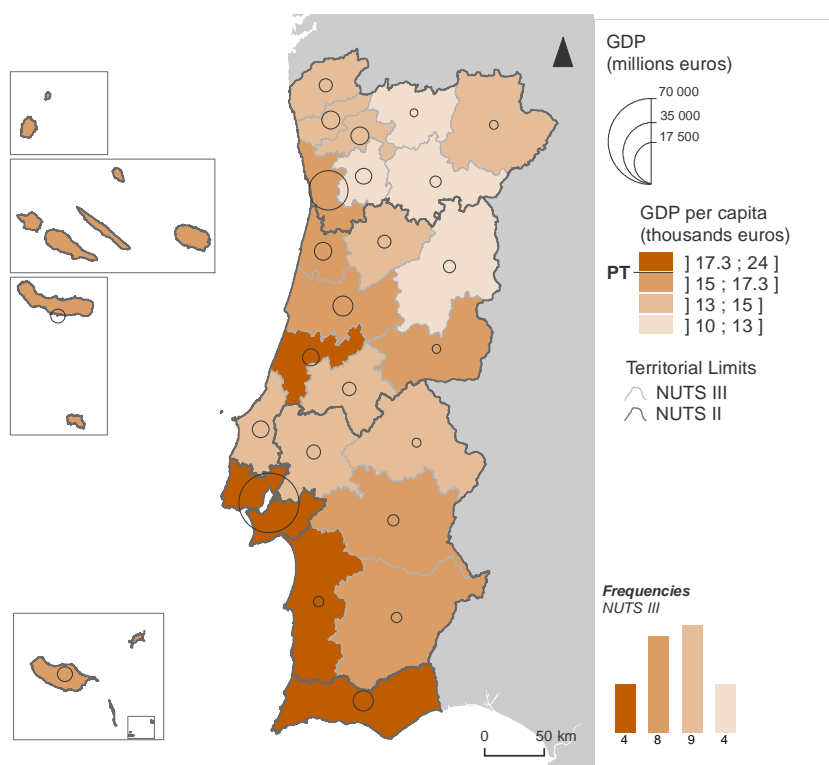 GDP
(millions euros)
70 000
35 000
17 500
GDP per capita
(thousands euros)
PT
] 17.3 ; 24 ]
] 15 ; 17.3 ]
] 13 ; 15 ]
] 10 ; 13 ]
Territorial Limits
NUTS III
NUTS II
Frequencies
NUTS III
4 8 9 4
0 50 km